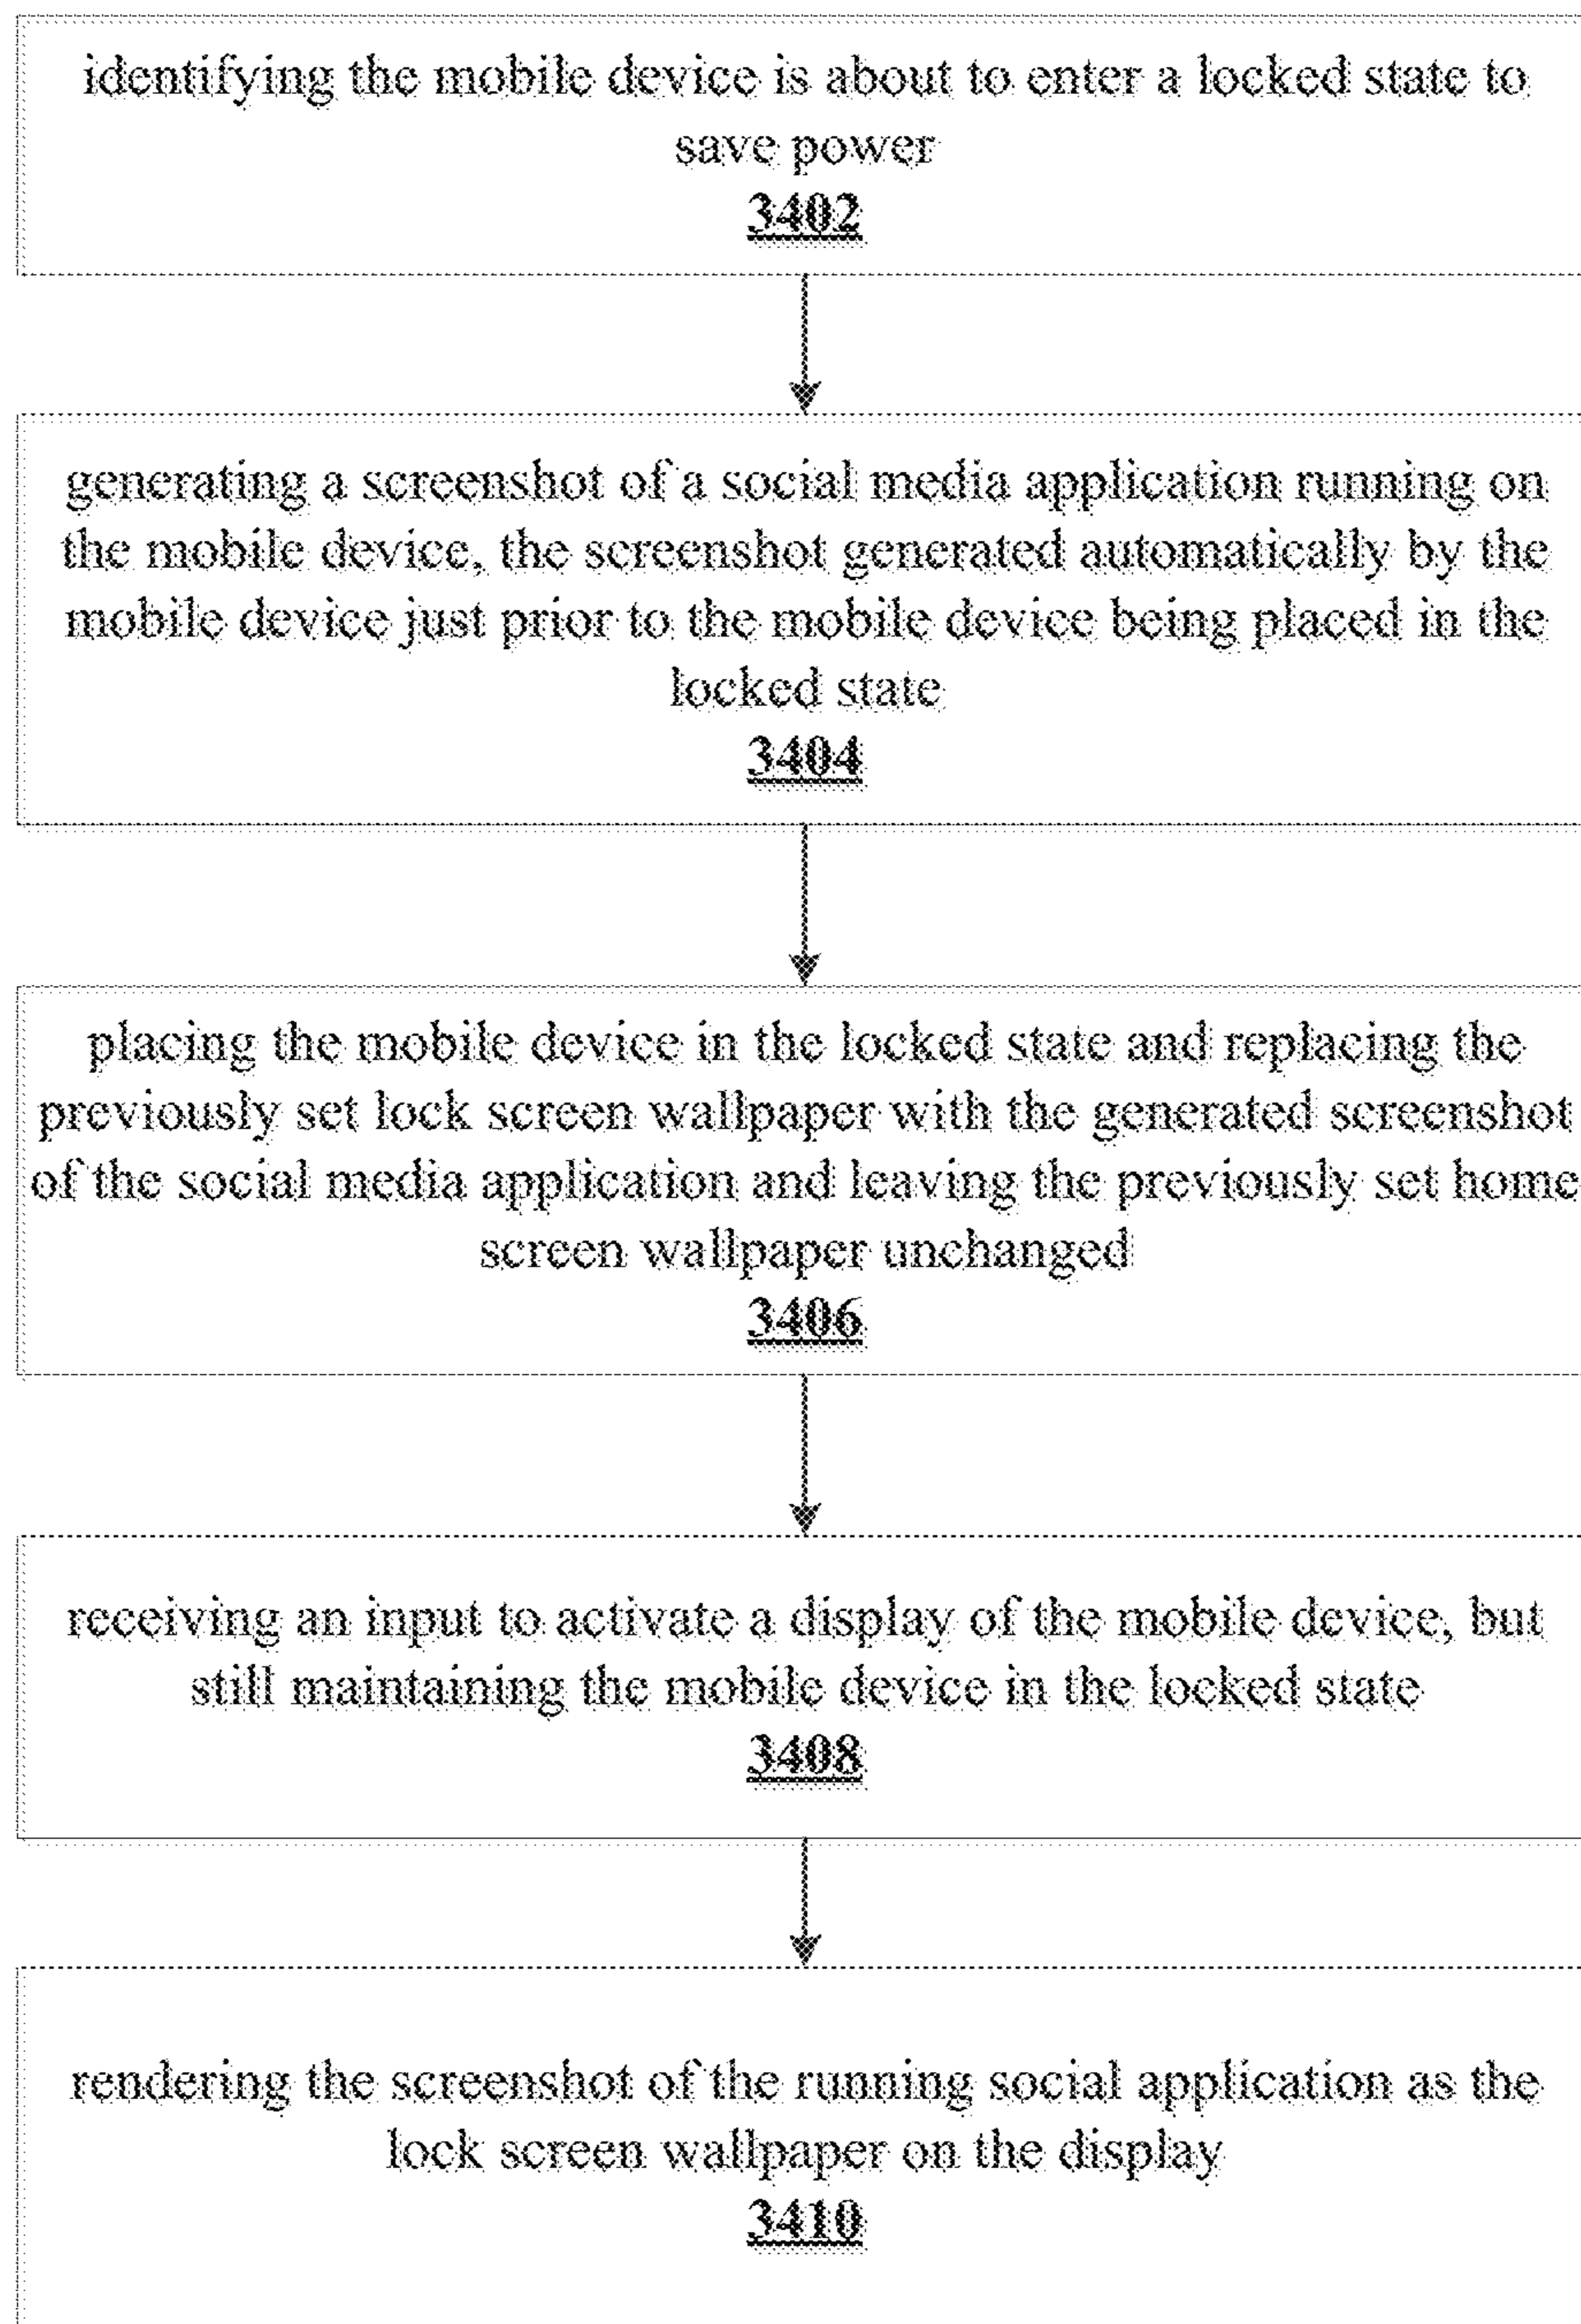 identifying the mobile device is about to enter a locked state to
save power
3402
generating a screenshot of a social media application running on
the mobile device, the screenshot generated automatically by the
mobile device just prior to the mobile device being placed in the
locked state
3404
placing the mobile device in the locked state and replacing the
previously set lock screen wallpaper with the generated screenshot
of the social media application and leaving the previously set home
screen wallpaper unchanged
3406
receiving an input to activate a display of the mobile device, but
still maintaining the mobile device in the locked state
3408
rendering the screenshot of the running social application as the
lock screen wallpaper on the display
3410